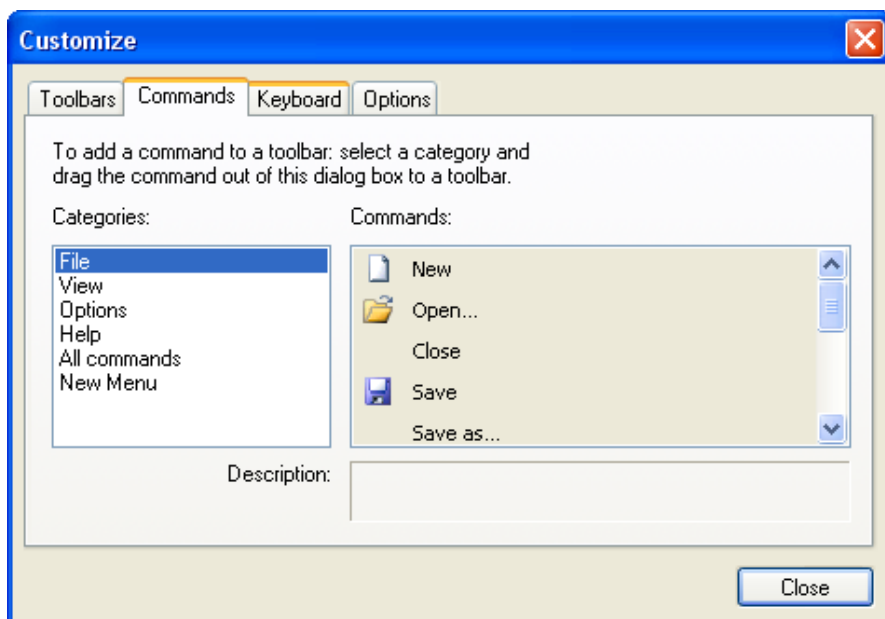 Customize
Toolbars Commands Keyboard Options
To add a command to a toolbar: select a category and
drag the command out of this dialog box to a toolbar.
Categories:
Commands:
File
View
Options
Help
All commands
New Menu
New
Open...
Close
Save
Save as...
Description:
Close